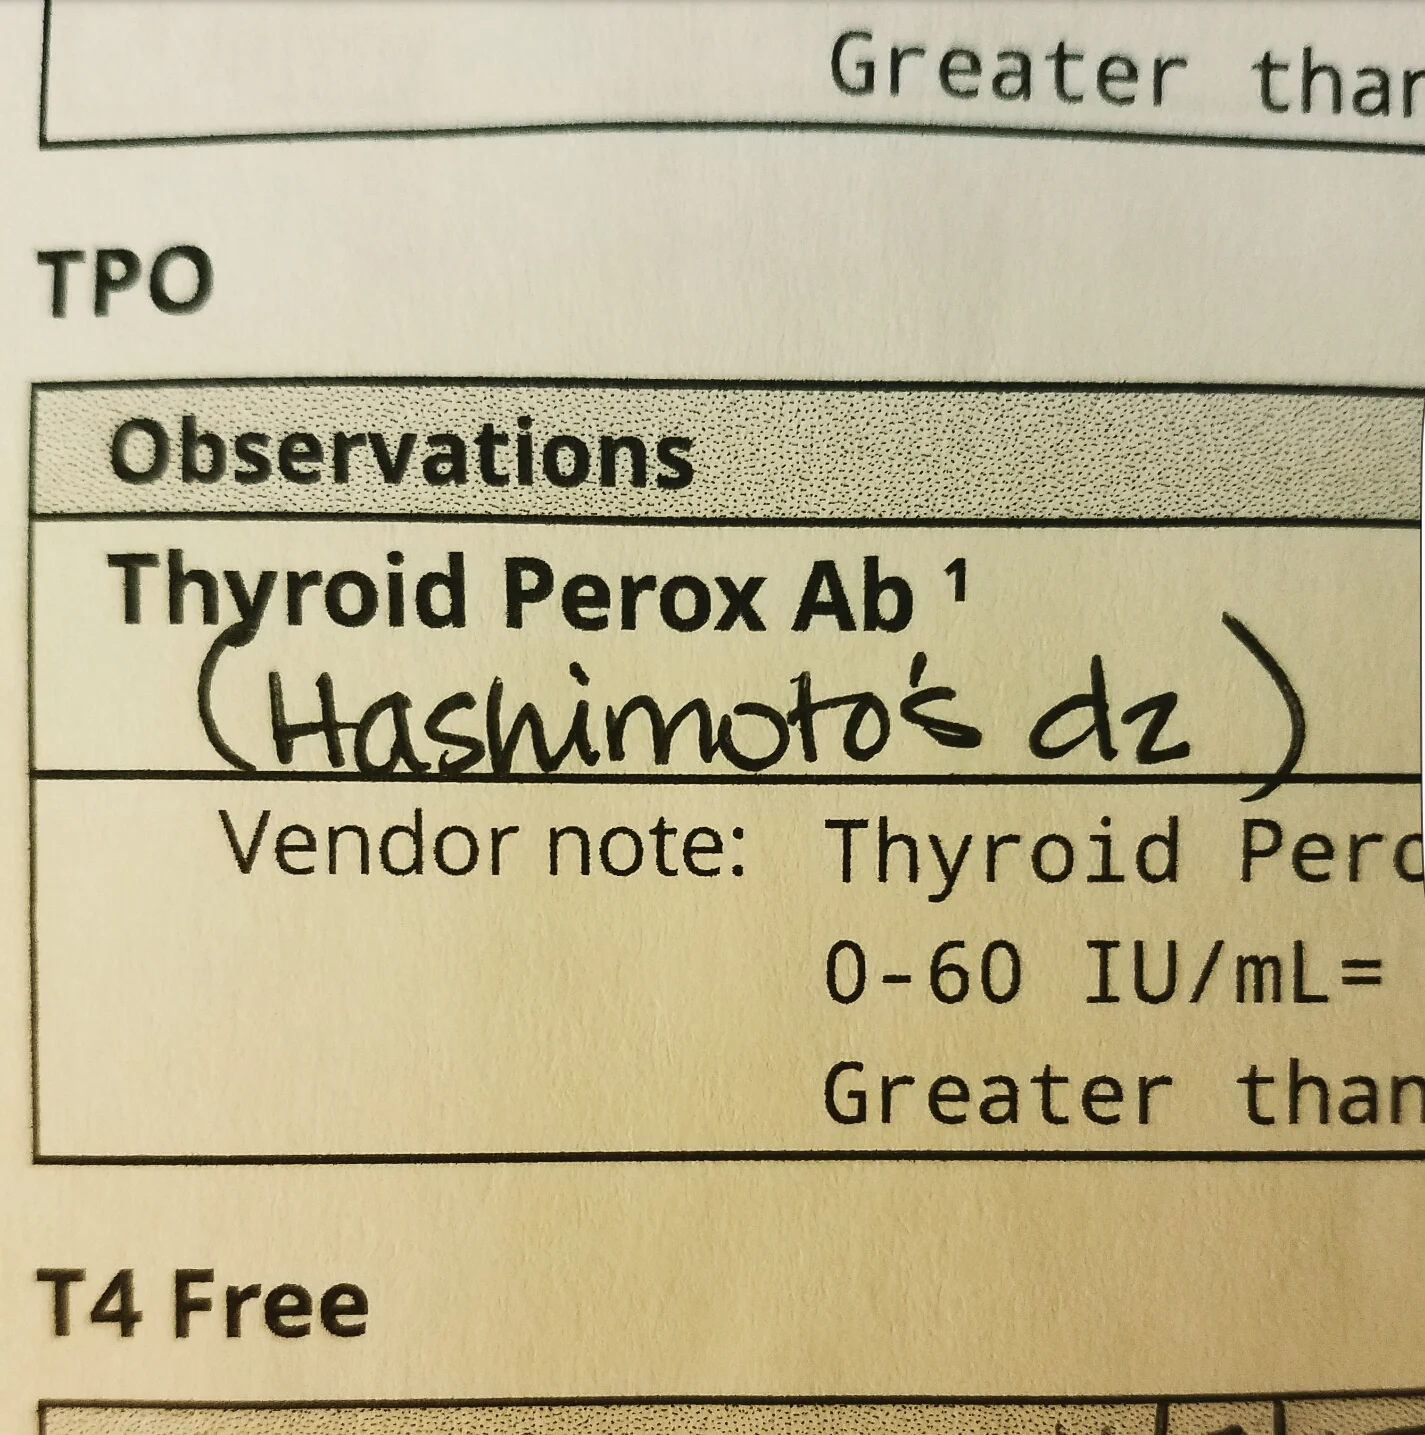 Greater than
TPO
Observations
Thyroid Perox Ab ¹
(Hashimoto's dz)
Vendor note: Thyroid Pero
0-60 IU/mL=
Greater than
T4 Free